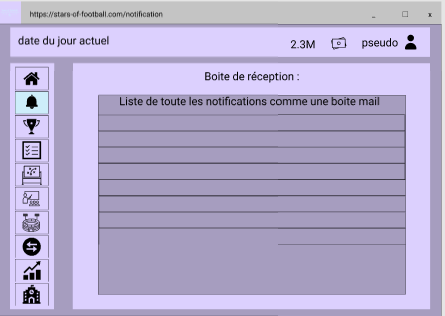 https://stars-of-football.com/notification
date du jour actuel
2.3M
pseudo
Boite de réception :
Liste de toute les notifications comme une boite mail